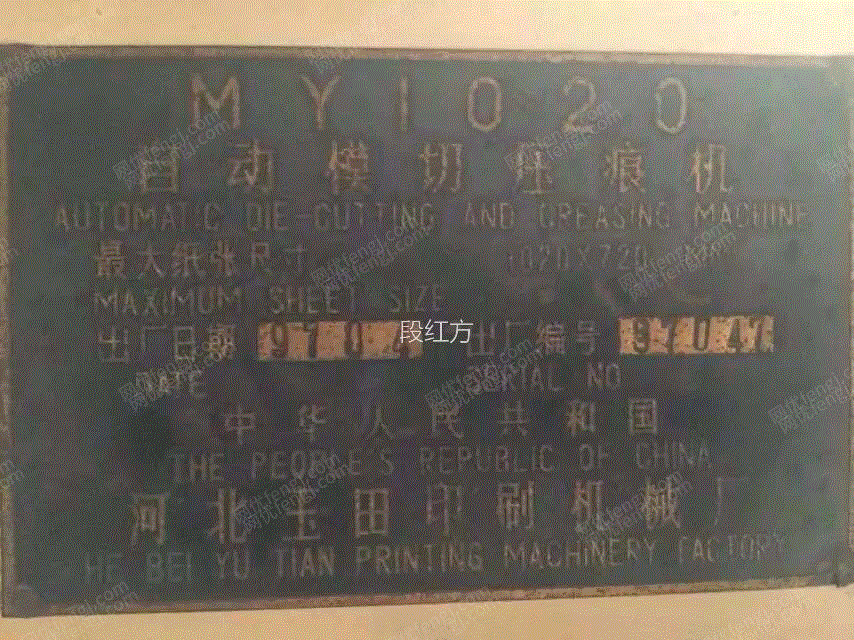 MY1020
自动模切压痕机
AUTOMATIC DIE-CUTTING AND CREASING MACHINE
最大纸张尺寸 1020X720
MAXIMUM SHEET SIZE
出厂日期 9704 段红方 出厂编号 97047
DATE SERIAL NO
中华人民共和国
THE PEOPLE'S REPUBLIC OF CHINA
河北玉田印刷机械厂
HE BEI YU TIAN PRINTING MACHINERY FACTORY